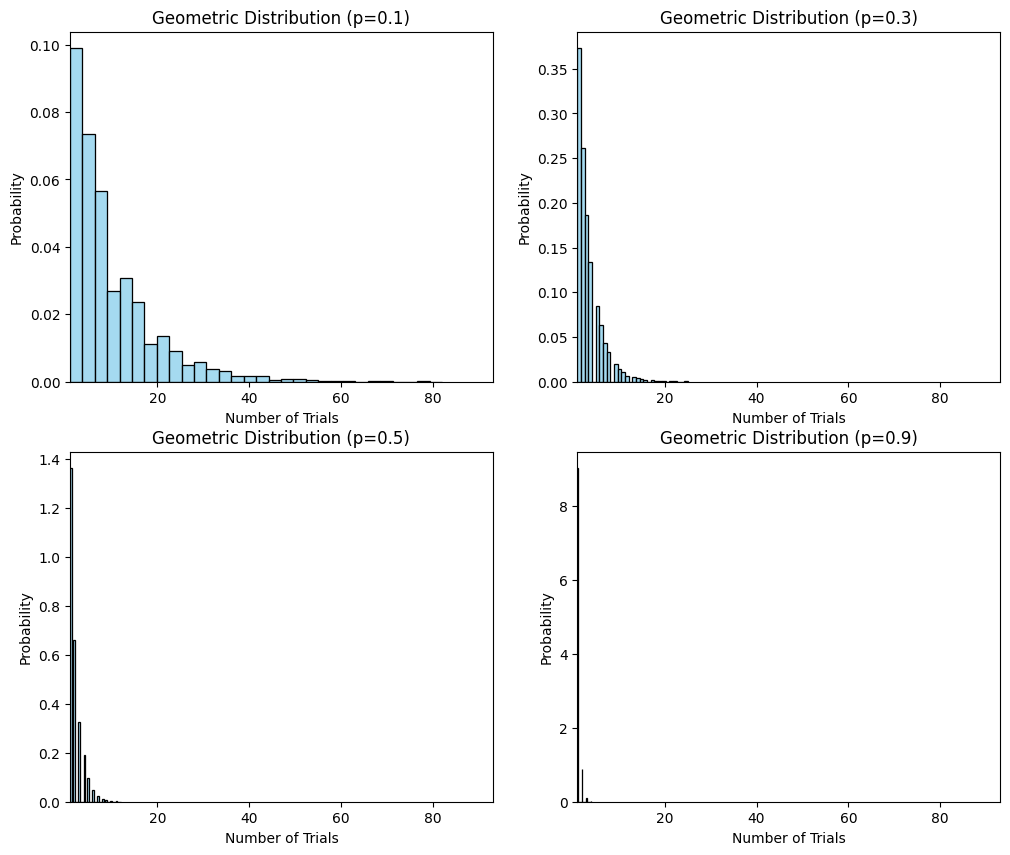 Geometric Distribution (p=0.1)
0.10
0.08
0.06
0.04
0.02
0.00
Probability
20 40 60 80
Number of Trials
Geometric Distribution (p=0.3)
0.35
0.30
0.25
0.20
0.15
0.10
0.05
0.00
Probability
20 40 60 80
Number of Trials
Geometric Distribution (p=0.5)
1.4
1.2
1.0
0.8
0.6
0.4
0.2
0.0
Probability
20 40 60 80
Number of Trials
Geometric Distribution (p=0.9)
8
6
4
2
0
Probability
20 40 60 80
Number of Trials